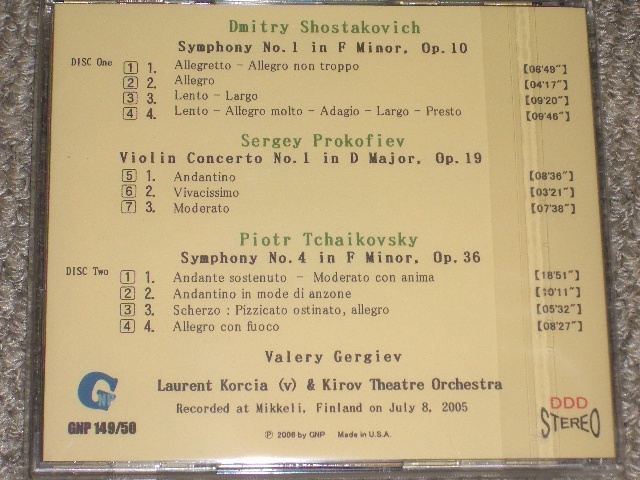 Dmitry Shostakovich
Symphony No.1 in F Minor, Op.10
DISC One 1 1. Allegretto - Allegro non troppo [08'49"]
2 2. Allegro [04'17"]
3 3. Lento - Largo [09'20"]
4 4. Lento - Allegro molto - Adagio - Largo - Presto [09'46"]
Sergey Prokofiev
Violin Concerto No.1 in D Major, Op.19
5 1. Andantino [08'36"]
6 2. Vivacissimo [03'21"]
7 3. Moderato [07'38"]
Piotr Tchaikovsky
Symphony No.4 in F Minor, Op.36
DISC Two 1 1. Andante sostenuto - Moderato con anima [18'51"]
2 2. Andantino in mode di anzone [10'11"]
3 3. Scherzo : Pizzicato ostinato, allegro [05'32"]
4 4. Allegro con fuoco [08'27"]
Valery Gergiev
Laurent Korcia (v) & Kirov Theatre Orchestra
Recorded at Mikkeli, Finland on July 8, 2005
GNP
GNP 149/50
℗ 2006 by GNP Made in U.S.A.
DDD
STEREO